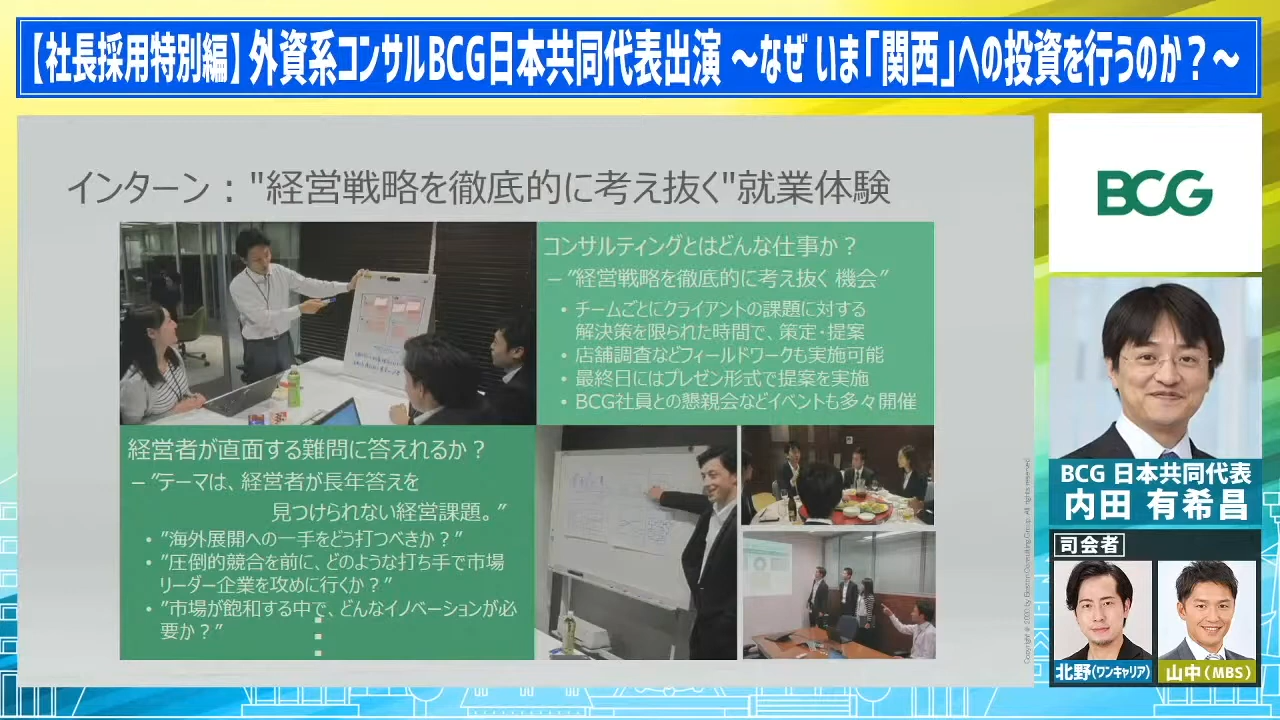 【社長採用特別編】外資系コンサルBCG日本共同代表出演 ～なぜ いま「関西」への投資を行うのか？～
インターン："経営戦略を徹底的に考え抜く"就業体験
コンサルティングとはどんな仕事か？
– "経営戦略を徹底的に考え抜く 機会"
• チームごとにクライアントの課題に対する
解決策を限られた時間で、策定・提案
• 店舗調査などフィールドワークも実施可能
• 最終日にはプレゼン形式で提案を実施
• BCG社員との懇親会などイベントも多々開催
経営者が直面する難問に答えれるか？
– "テーマは、経営者が長年答えを
見つけられない経営課題。"
• "海外展開への一手をどう打つべきか？"
• "圧倒的競合を前に、どのような打ち手で市場
リーダー企業を攻めに行くか？"
• "市場が飽和する中で、どんなイノベーションが必
要か？"
Copyright © 2020 by Boston Consulting Group. All rights reserved.
BCG
BCG 日本共同代表
内田 有希昌
司会者
北野（ワンキャリア）
山中（MBS）